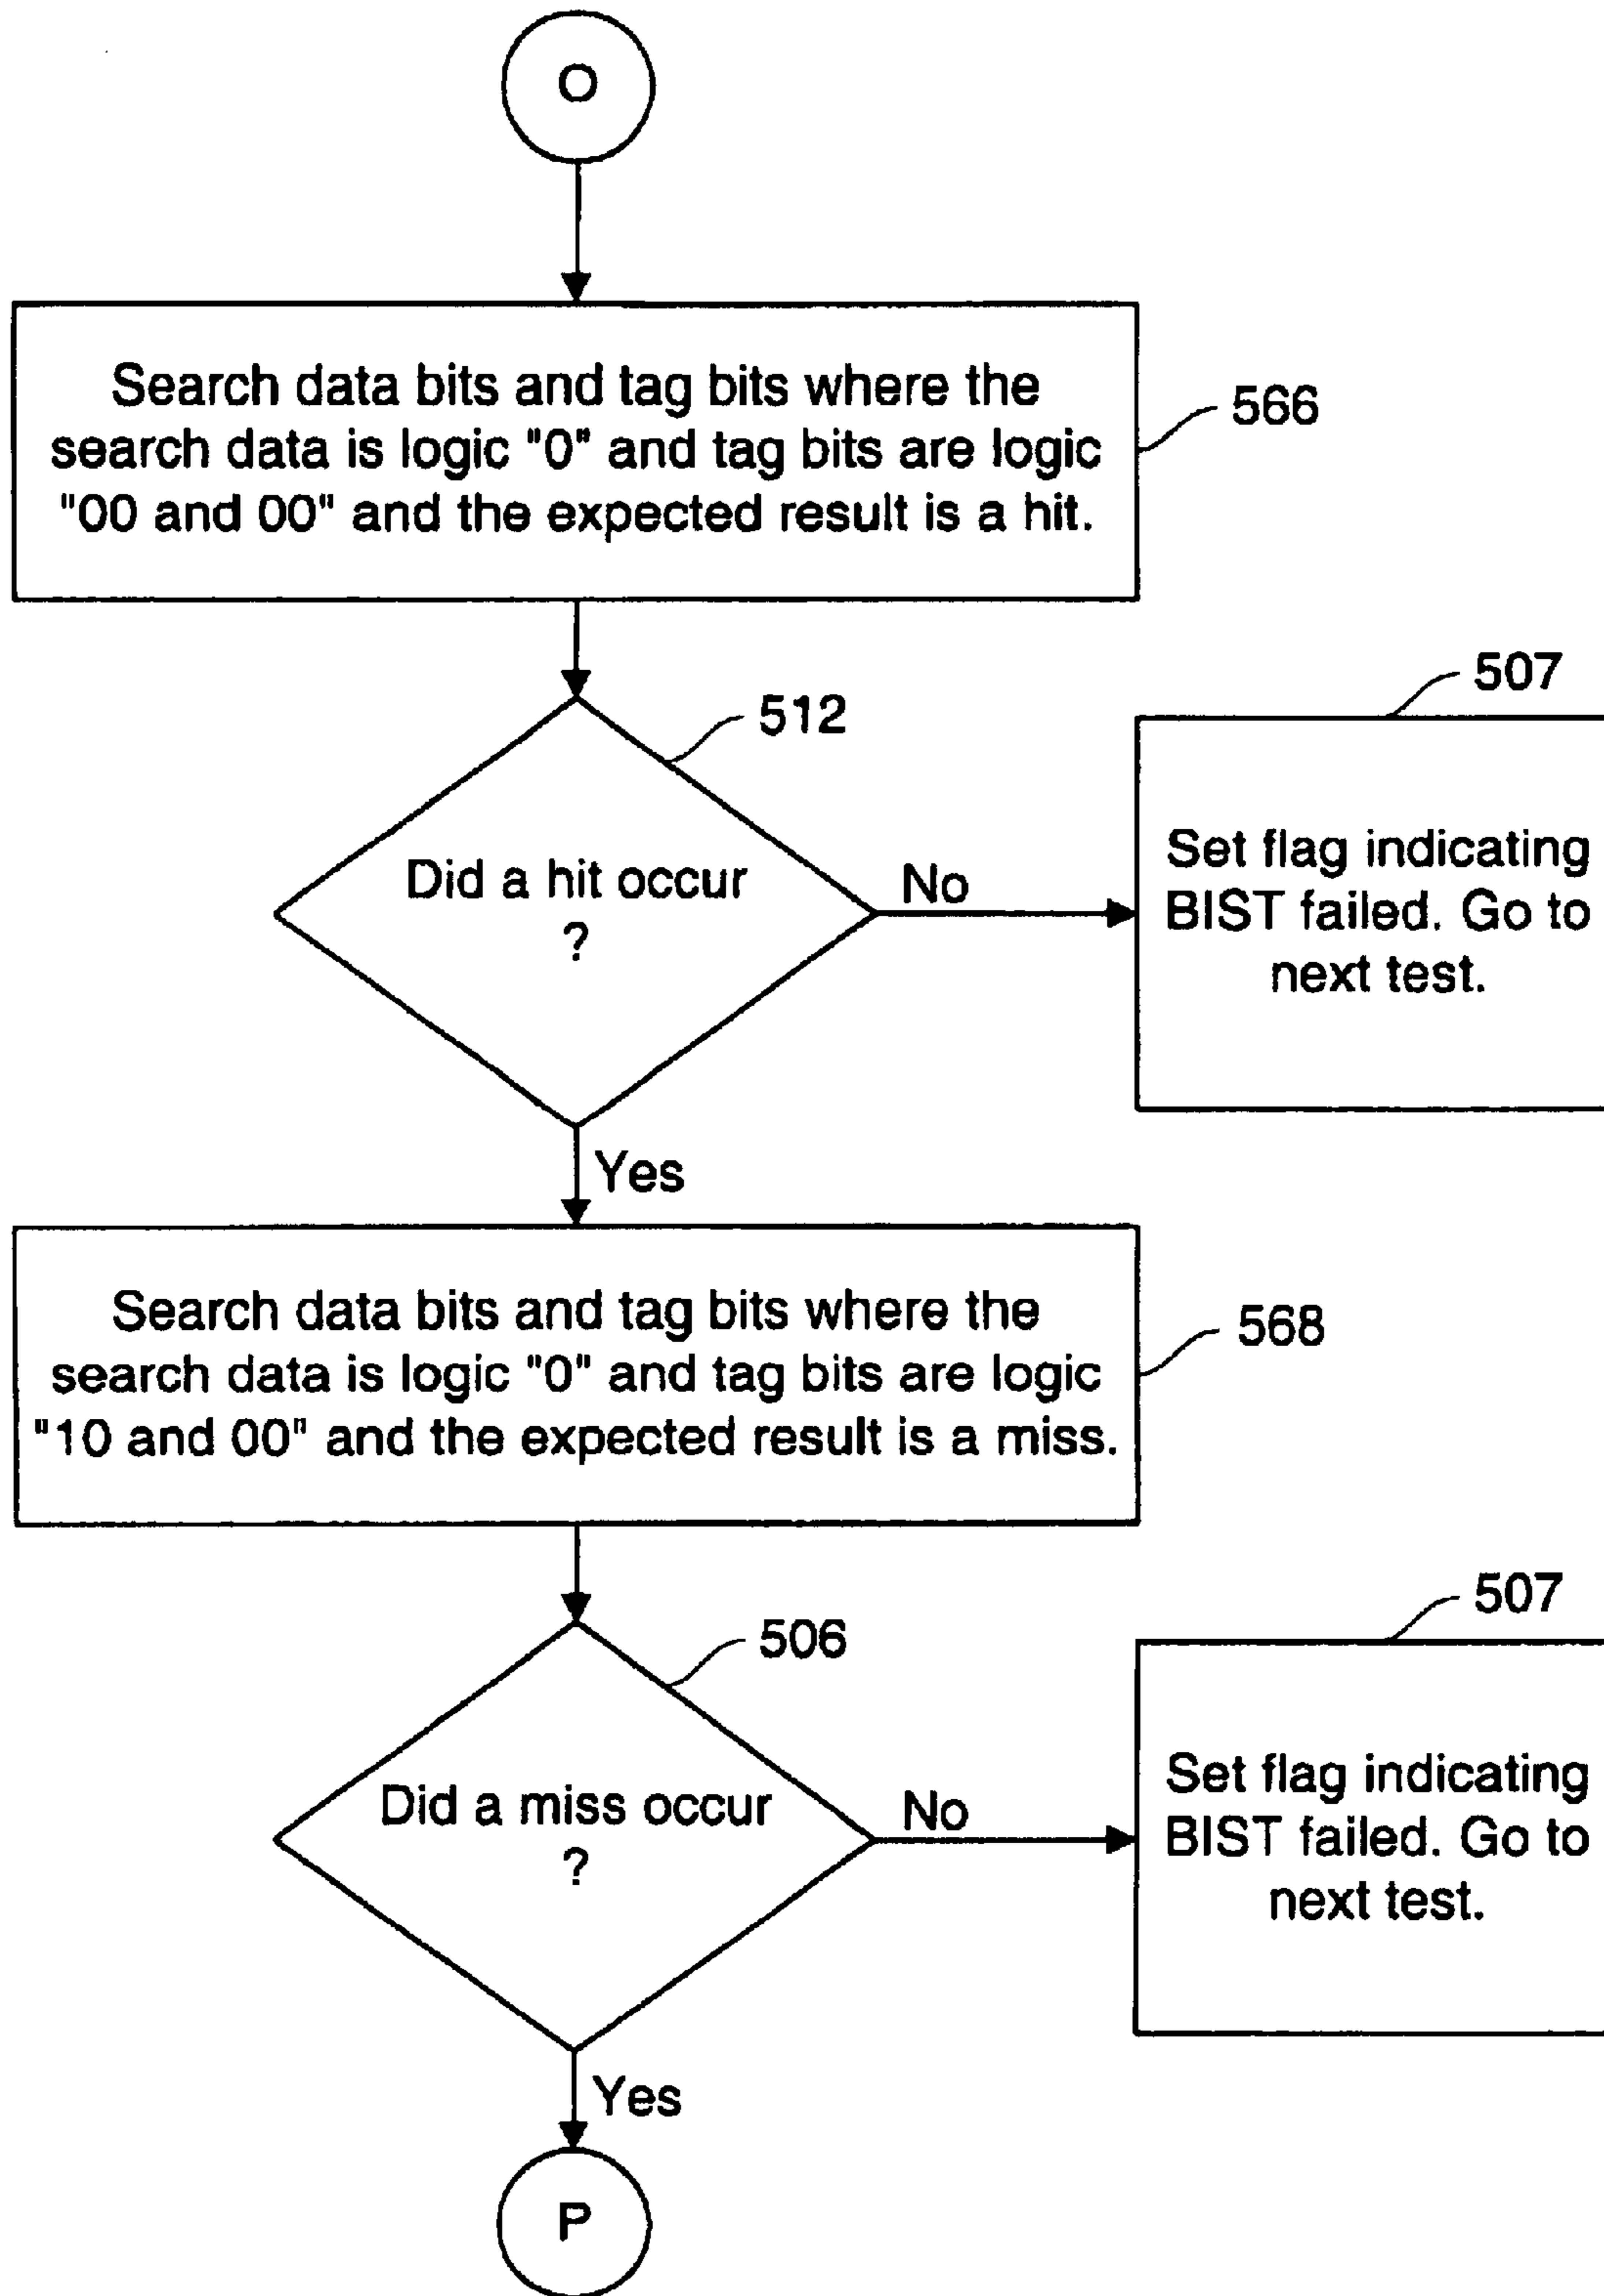 O
Search data bits and tag bits where the
search data is logic "0" and tag bits are logic
"00 and 00" and the expected result is a hit.
566
512
Did a hit occur
?
No
507
Set flag indicating
BIST failed. Go to
next test.
Yes
Search data bits and tag bits where the
search data is logic "0" and tag bits are logic
"10 and 00" and the expected result is a miss.
568
506
Did a miss occur
?
No
507
Set flag indicating
BIST failed. Go to
next test.
Yes
P